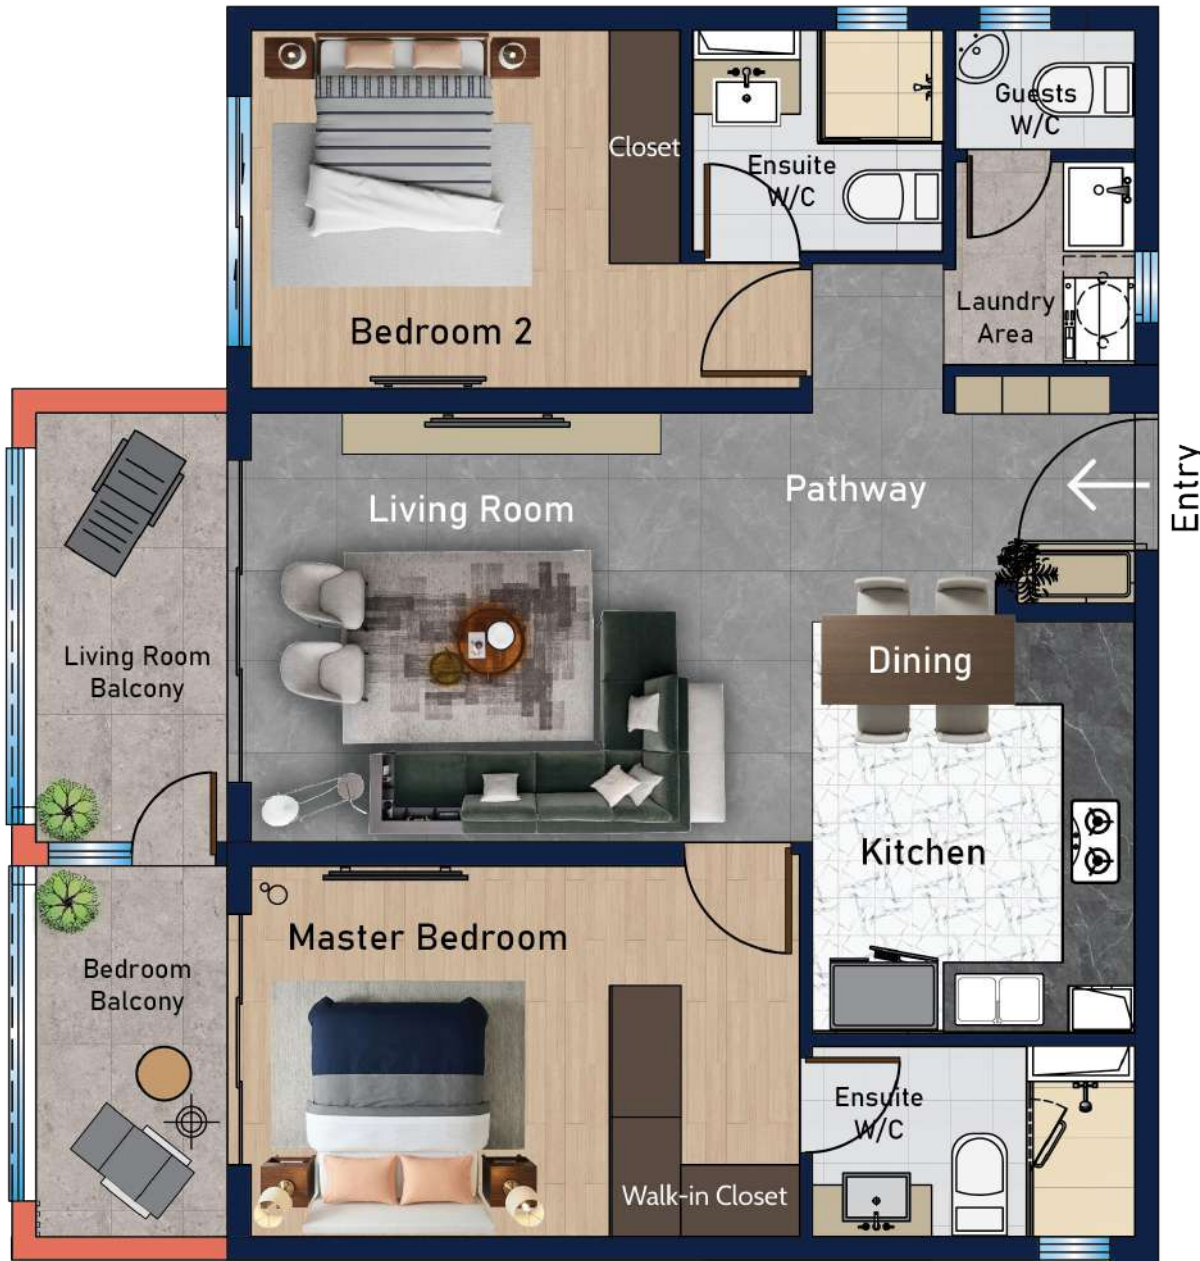 Guests
W/C
Closet
Ensuite
W/C
Laundry
Area
Bedroom 2
Entry
Living Room
Pathway
Living Room
Balcony
Dining
Kitchen
Master Bedroom
Bedroom
Balcony
Ensuite
W/C
Walk-in Closet